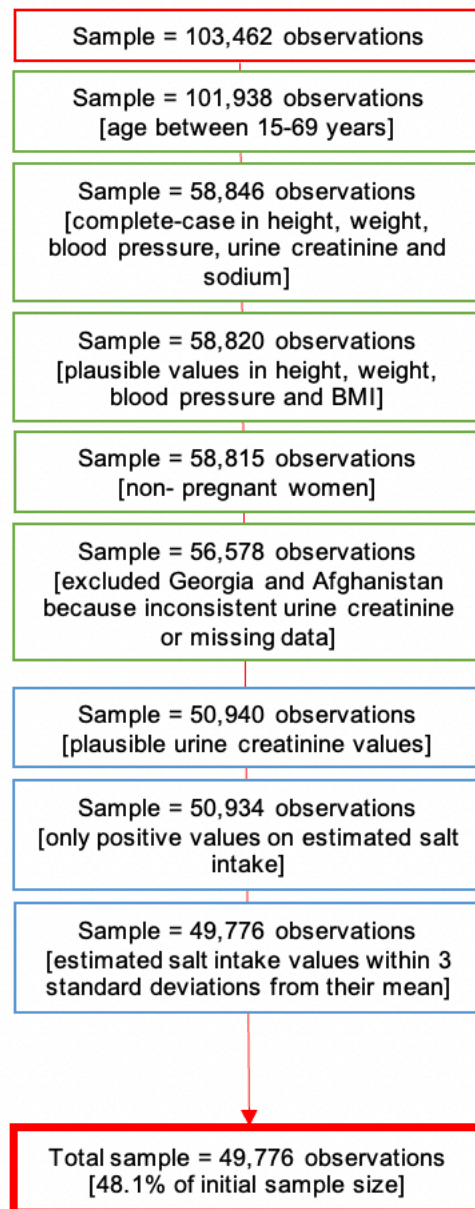 Sample = 103,462 observations
Sample = 101,938 observations
[age between 15-69 years]
Sample = 58,846 observations
[complete-case in height, weight,
blood pressure, urine creatinine and
sodium]
Sample = 58,820 observations
[plausible values in height, weight,
blood pressure and BMI]
Sample = 58,815 observations
[non- pregnant women]
Sample = 56,578 observations
[excluded Georgia and Afghanistan
because inconsistent urine creatinine
or missing data]
Sample = 50,940 observations
[plausible urine creatinine values]
Sample = 50,934 observations
[only positive values on estimated salt
intake]
Sample = 49,776 observations
[estimated salt intake values within 3
standard deviations from their mean]
Total sample = 49,776 observations
[48.1% of initial sample size]